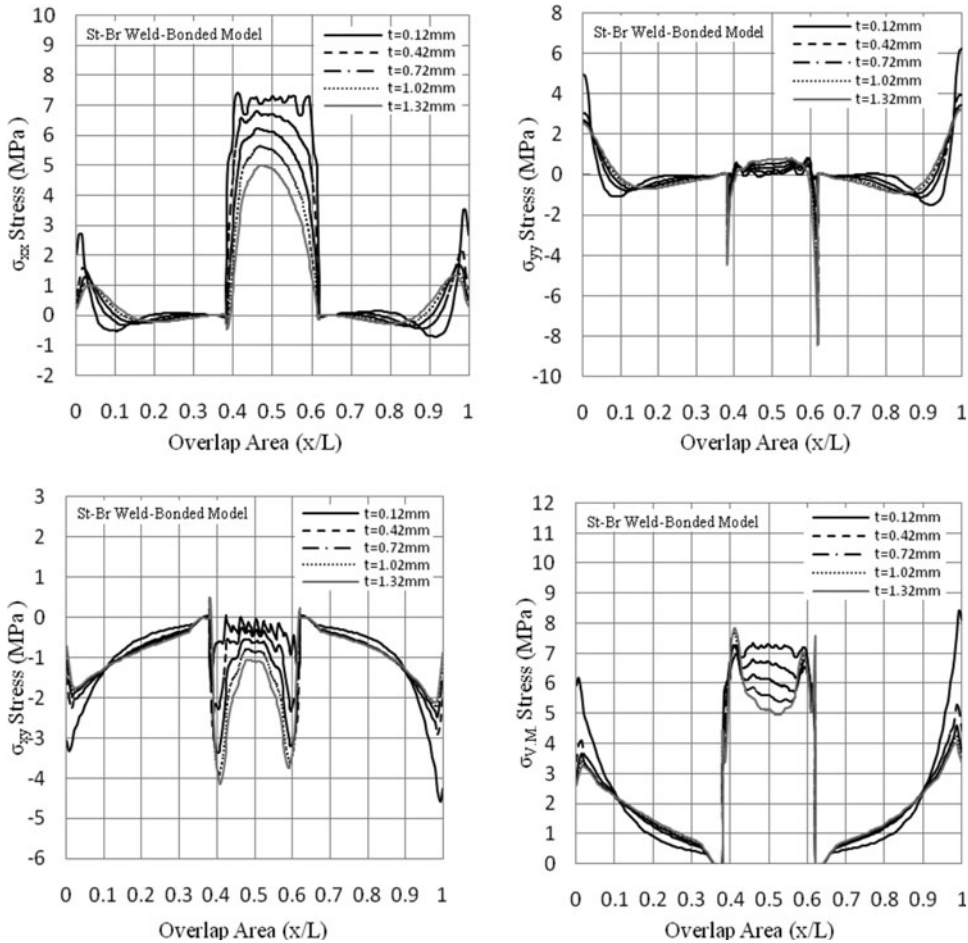 10
9
8
7
6
5
4
3
2
1
0
-1
-2
σxx Stress (MPa)
St-Br Weld-Bonded Model
t=0.12mm
t=0.42mm
t=0.72mm
t=1.02mm
t=1.32mm
0 0.1 0.2 0.3 0.4 0.5 0.6 0.7 0.8 0.9 1
Overlap Area (x/L)
8
6
4
2
0
-2
-4
-6
-8
-10
σyy Stress (MPa)
St-Br Weld-Bonded Model
t=0.12mm
t=0.42mm
t=0.72mm
t=1.02mm
t=1.32mm
0 0.1 0.2 0.3 0.4 0.5 0.6 0.7 0.8 0.9 1
Overlap Area (x/L)
3
2
1
0
-1
-2
-3
-4
-5
-6
σxy Stress (MPa)
St-Br Weld-Bonded Model
t=0.12mm
t=0.42mm
t=0.72mm
t=1.02mm
t=1.32mm
0 0.1 0.2 0.3 0.4 0.5 0.6 0.7 0.8 0.9 1
Overlap Area (x/L)
12
11
10
9
8
7
6
5
4
3
2
1
0
σV.M. Stress (MPa)
St-Br Weld-Bonded Model
t=0.12mm
t=0.42mm
t=0.72mm
t=1.02mm
t=1.32mm
0 0.1 0.2 0.3 0.4 0.5 0.6 0.7 0.8 0.9 1
Overlap Area (x/L)